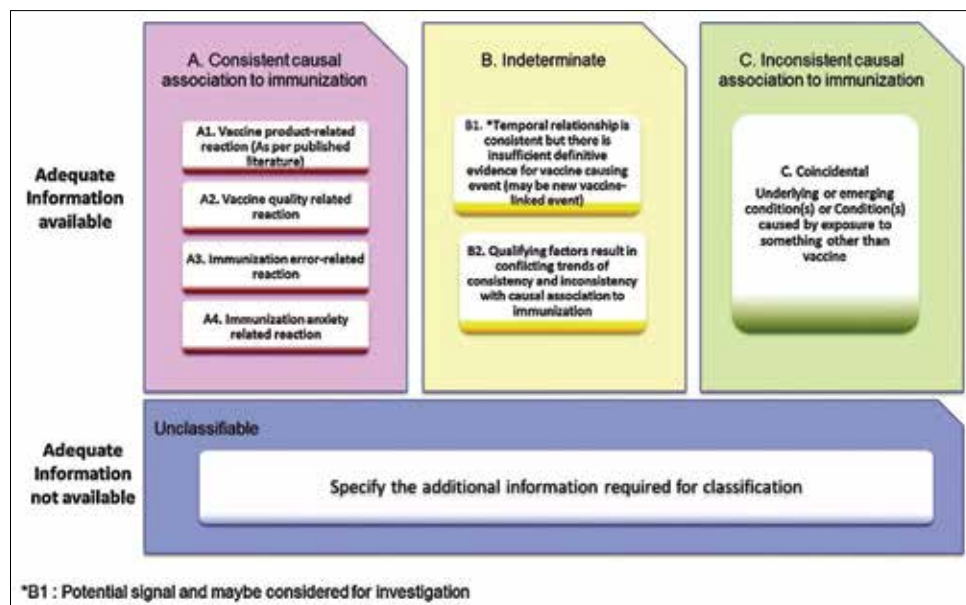 A. Consistent causal
association to immunization
A1. Vaccine product-related
reaction (As per published
literature)
A2. Vaccine quality related
reaction
A3. Immunization error-related
reaction
A4. Immunization anxiety
related reaction
B. Indeterminate
B1. *Temporal relationship is
consistent but there is
insufficient definitive
evidence for vaccine causing
event (may be new vaccine-
linked event)
B2. Qualifying factors result in
conflicting trends of
consistency and inconsistency
with causal association to
immunization
C. Inconsistent causal
association to immunization
C. Coincidental
Underlying or emerging
condition(s) or Condition(s)
caused by exposure to
something other than
vaccine
Adequate
Information
available
Adequate
Information
not available
Unclassifiable
Specify the additional information required for classification
*B1 : Potential signal and maybe considered for investigation